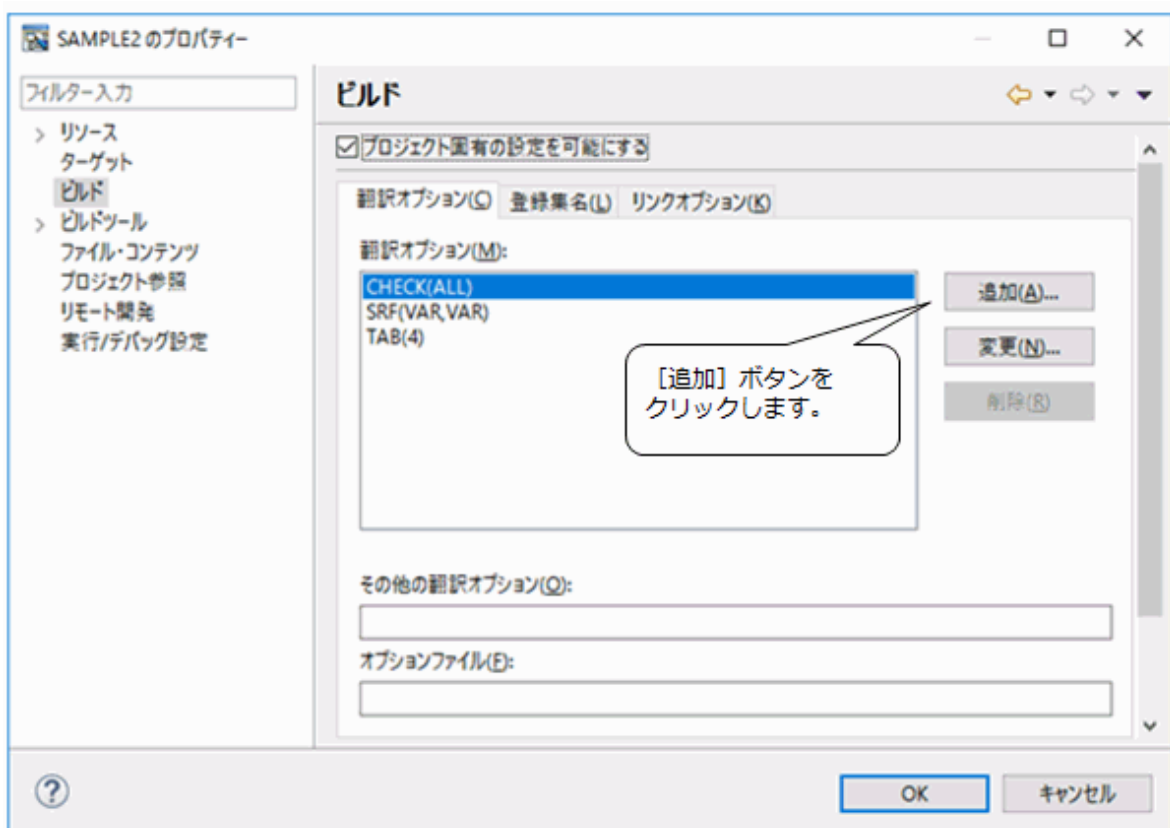 SAMPLE2 のプロパティー
フィルター入力
リソース
ターゲット
ビルド
ビルドツール
ファイル・コンテンツ
プロジェクト参照
リモート開発
実行/デバッグ設定
ビルド
プロジェクト固有の設定を可能にする
翻訳オプション(C) 登録集名(L) リンクオプション(K)
翻訳オプション(M):
CHECK(ALL)
SRF(VAR,VAR)
TAB(4)
追加(A)...
変更(N)...
削除(R)
［追加］ボタンを
クリックします。
その他の翻訳オプション(O):
オプションファイル(F):
OK キャンセル